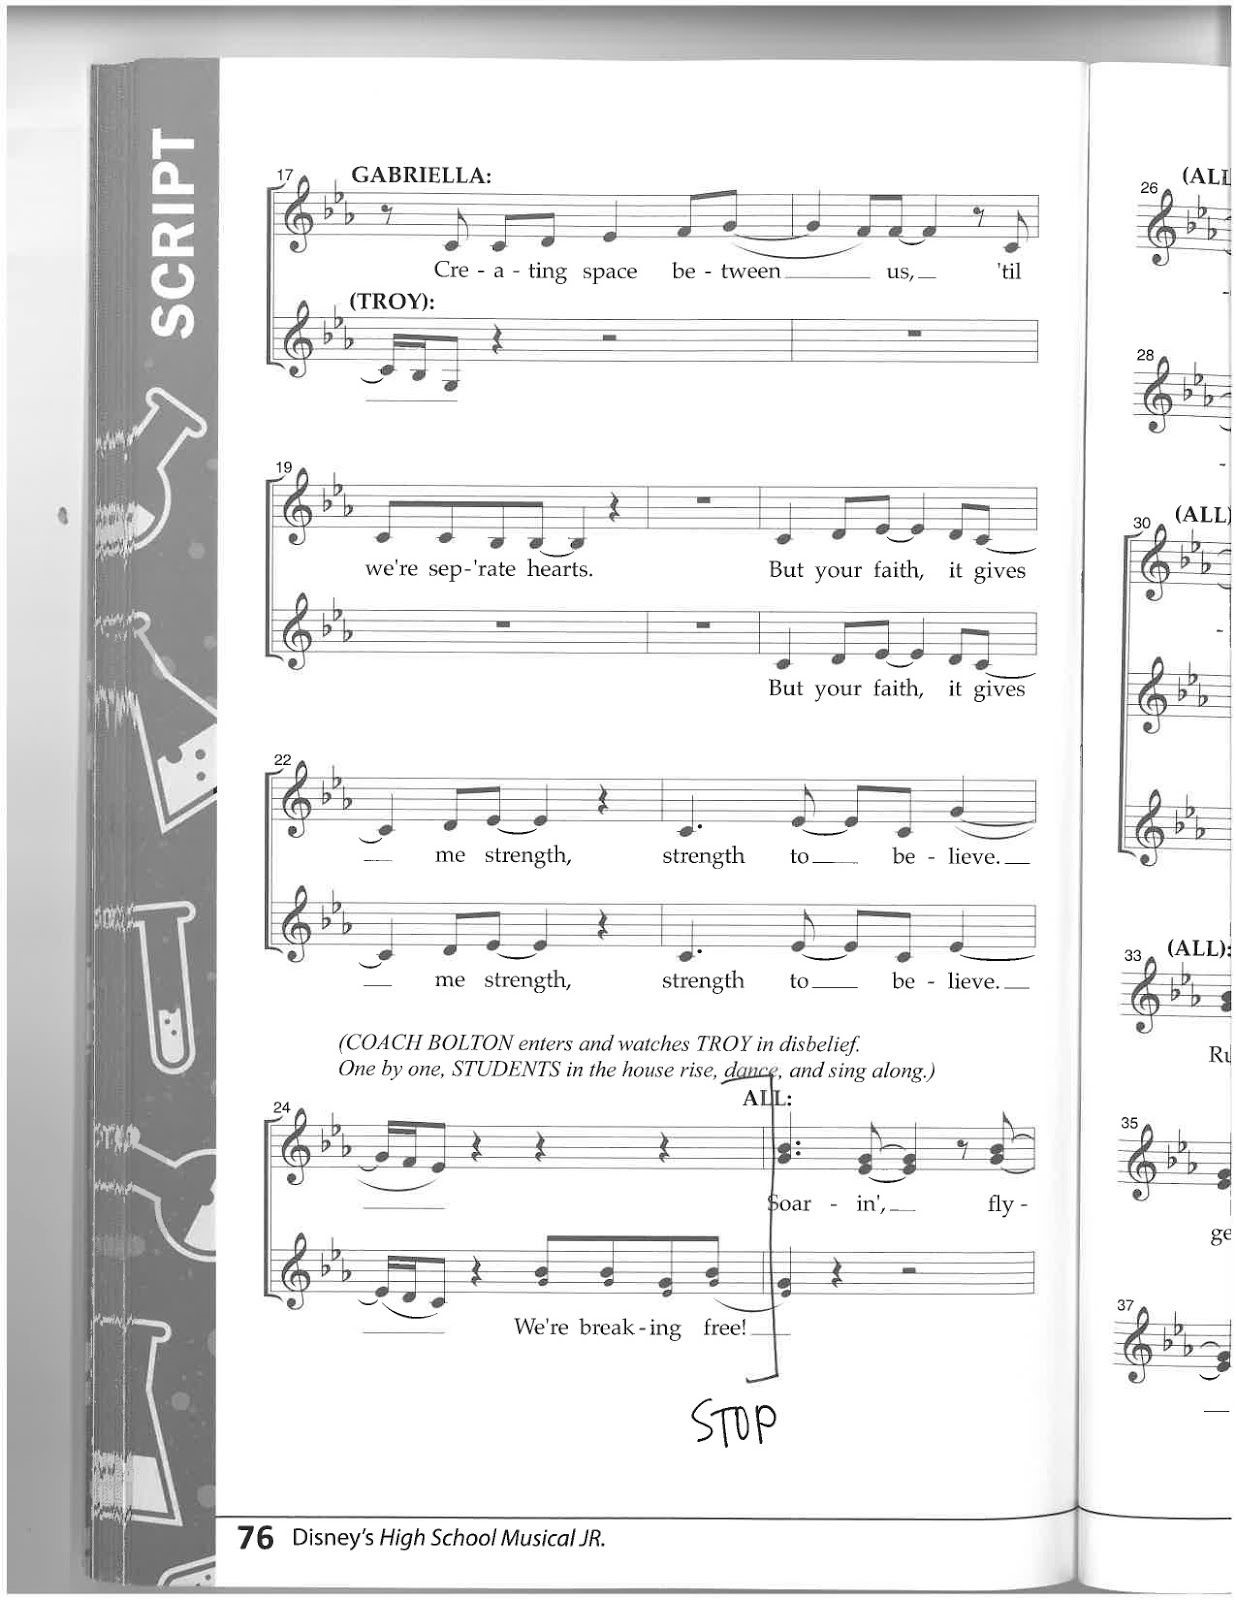 SCRIPT
17
GABRIELLA:
Cre - a - ting space be - tween us, 'til
(TROY):
19
we're sep-'rate hearts. But your faith, it gives
But your faith, it gives
22
me strength, strength to be - lieve.
me strength, strength to be - lieve.
(COACH BOLTON enters and watches TROY in disbelief.
One by one, STUDENTS in the house rise, dance, and sing along.)
ALL:
24
Soar - in', fly -
We're break - ing free!
STOP
76 Disney's High School Musical JR.
26
(ALL
28
-
(ALL)
30
-
33
(ALL):
35
ge
37